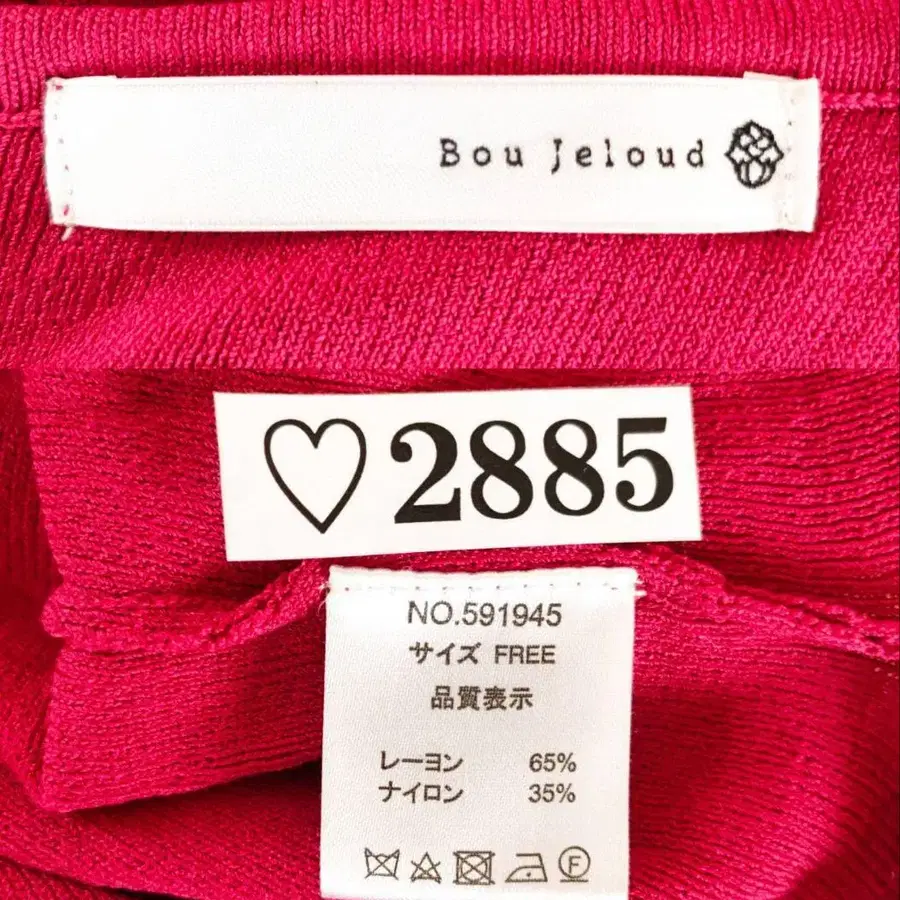 Bou Jeloud
♡2885
NO.591945
サイズ FREE
品質表示
レーヨン 65%
ナイロン 35%
F